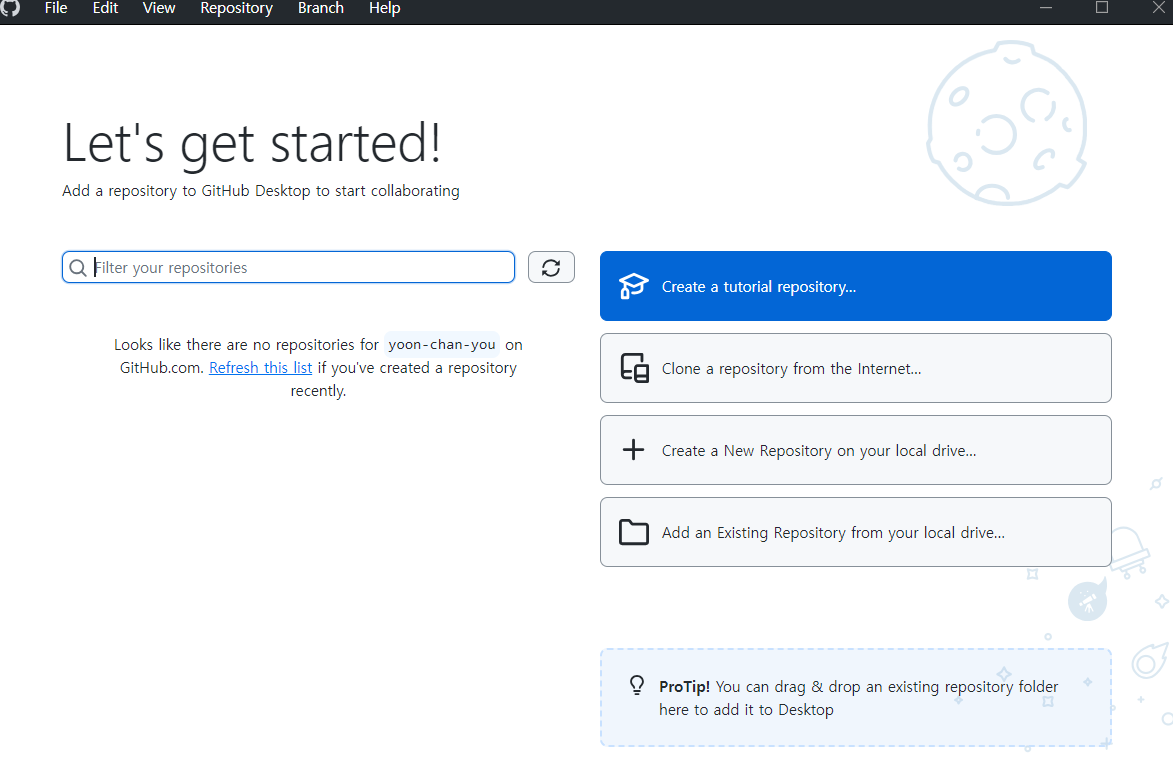 File Edit View Repository Branch Help
Let's get started!
Add a repository to GitHub Desktop to start collaborating
Filter your repositories
Looks like there are no repositories for yoon-chan-you on
GitHub.com. Refresh this list if you've created a repository
recently.
Create a tutorial repository...
Clone a repository from the Internet...
Create a New Repository on your local drive...
Add an Existing Repository from your local drive...
ProTip! You can drag & drop an existing repository folder
here to add it to Desktop